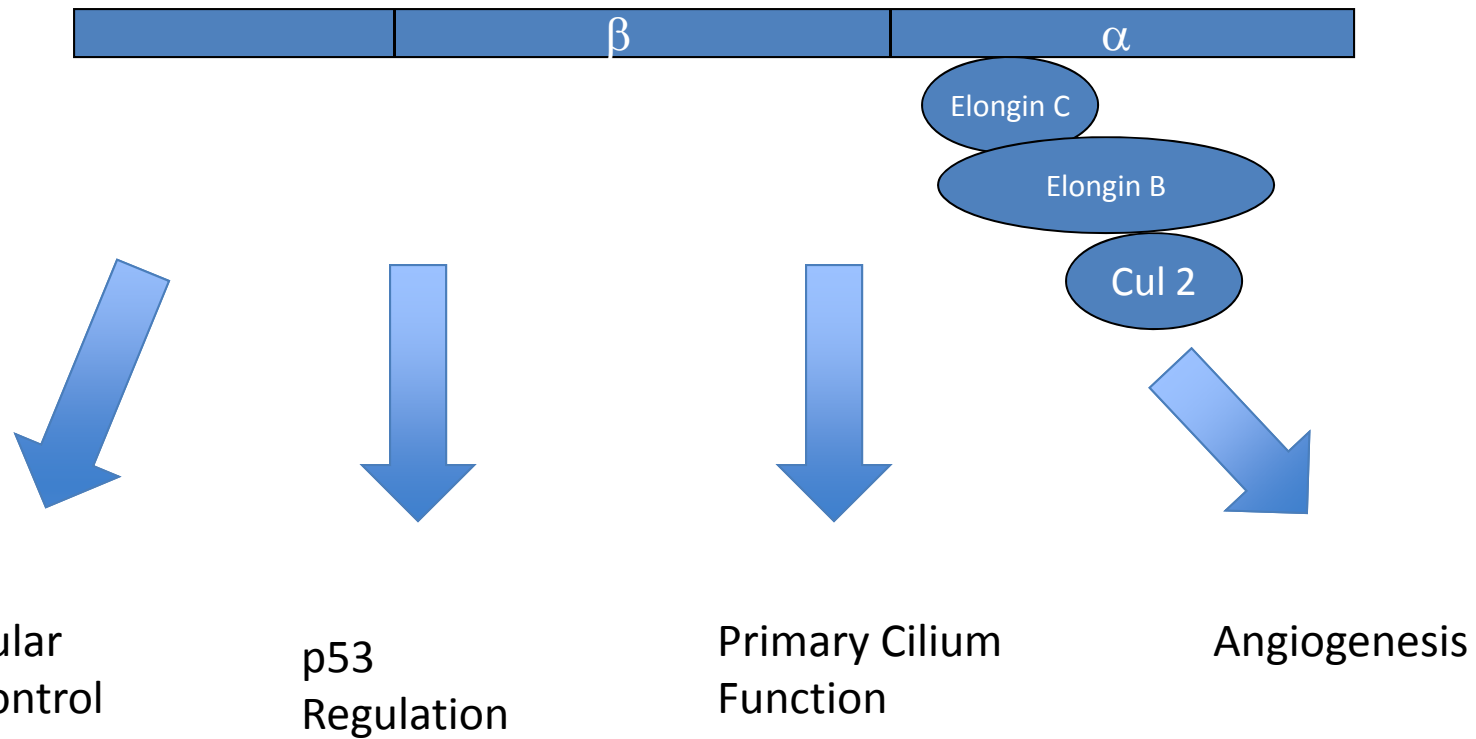 β
α
Elongin C
Elongin B
Cul 2
ular
ontrol
p53
Regulation
Primary Cilium
Function
Angiogenesis